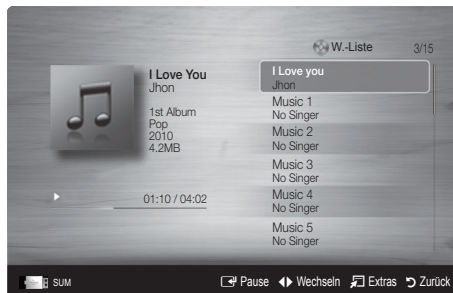 W.-Liste 3/15
I Love You
Jhon
1st Album
Pop
2010
4.2MB
01:10 / 04:02
I Love you
Jhon
Music 1
No Singer
Music 2
No Singer
Music 3
No Singer
Music 4
No Singer
Music 5
No Singer
SUM Pause Wechseln Extras Zurück